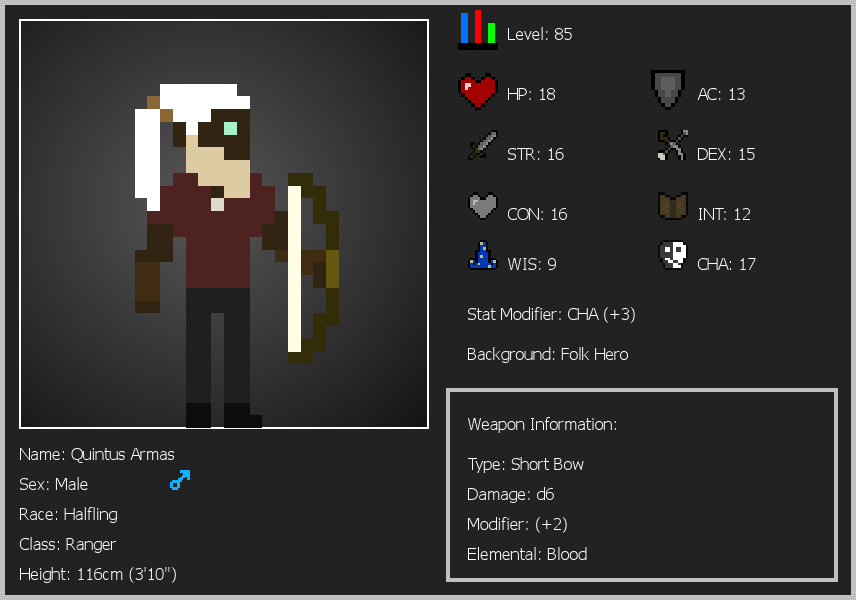 Level: 85
HP: 18
AC: 13
STR: 16
DEX: 15
CON: 16
INT: 12
WIS: 9
CHA: 17
Stat Modifier: CHA (+3)
Background: Folk Hero
Weapon Information:
Type: Short Bow
Damage: d6
Modifier: (+2)
Elemental: Blood
Name: Quintus Armas
Sex: Male
Race: Halfling
Class: Ranger
Height: 116cm (3'10")